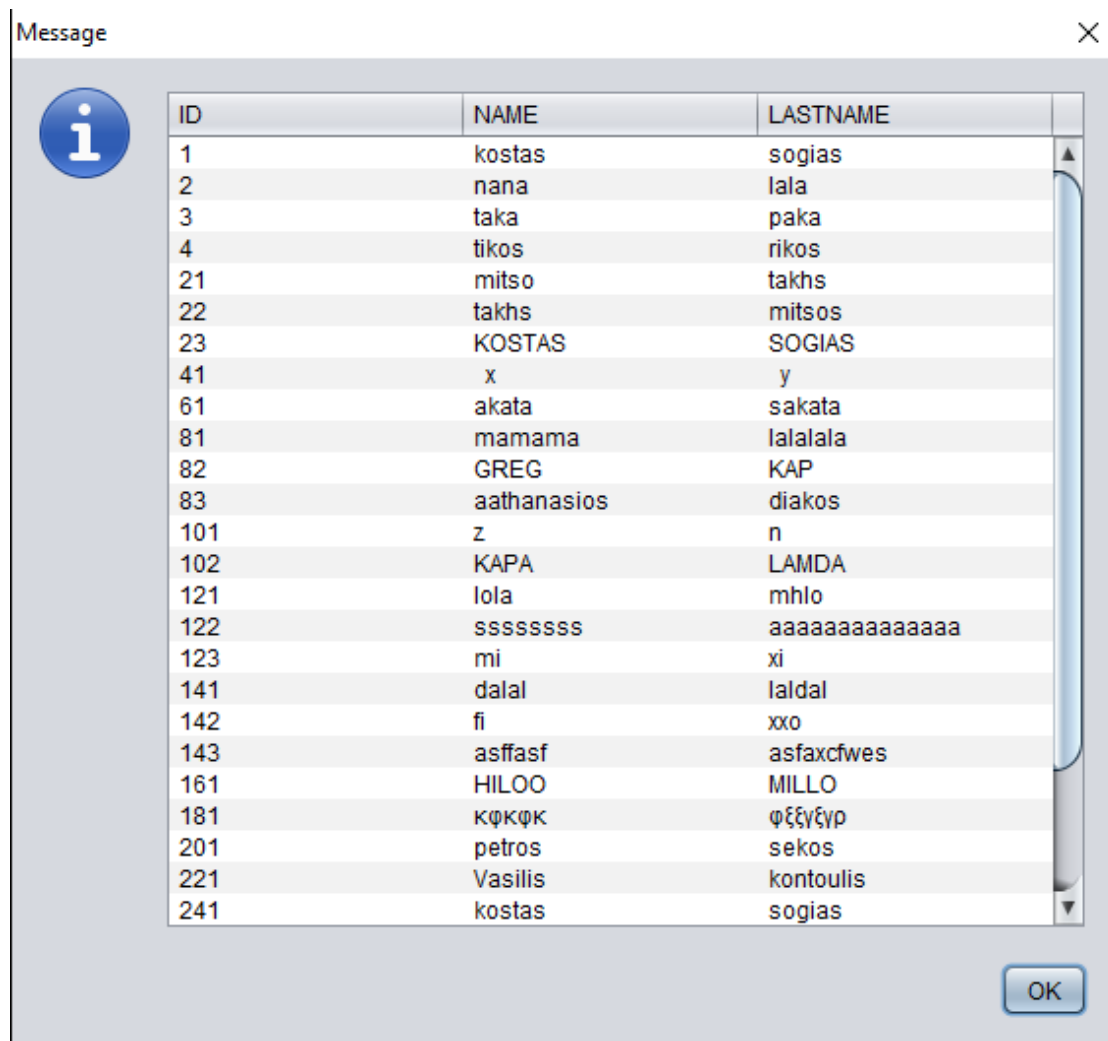 Message
ID NAME LASTNAME
1 kostas sogias
2 nana lala
3 taka paka
4 tikos rikos
21 mitso takhs
22 takhs mitsos
23 KOSTAS SOGIAS
41 x y
61 akata sakata
81 mamama lalalala
82 GREG KAP
83 aathanasios diakos
101 z n
102 KAPA LAMDA
121 lola mhlo
122 ssssssss aaaaaaaaaaaaaa
123 mi xi
141 dalal laldal
142 fi xxo
143 asffasf asfaxcfwes
161 HILOO MILLO
181 κφκφκ φξξγξγρ
201 petros sekos
221 Vasilis kontoulis
241 kostas sogias
OK